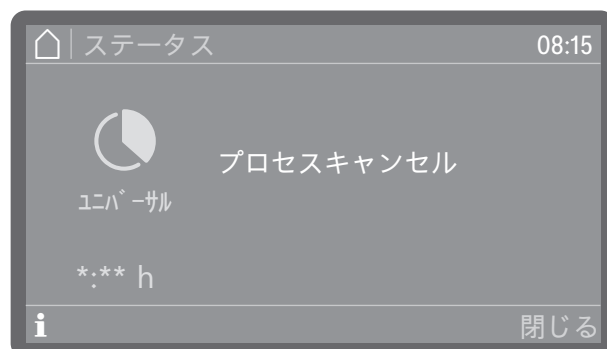 ステータス 08:15
プロセスキャンセル
ユニバーサル
*:** h
i 閉じる